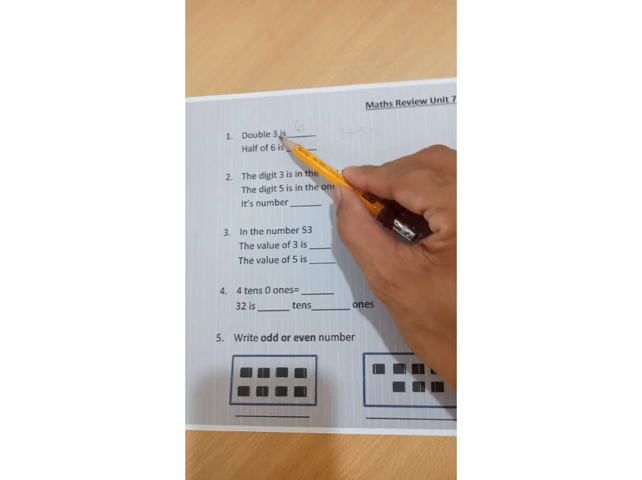 Maths Review Unit 7
1. Double 3 is 6
Half of 6 is
2. The digit 3 is in the
The digit 5 is in the
It's number
3. In the number 53
The value of 3 is
The value of 5 is
4. 4 tens 0 ones=
32 is tens ones
5. Write odd or even number